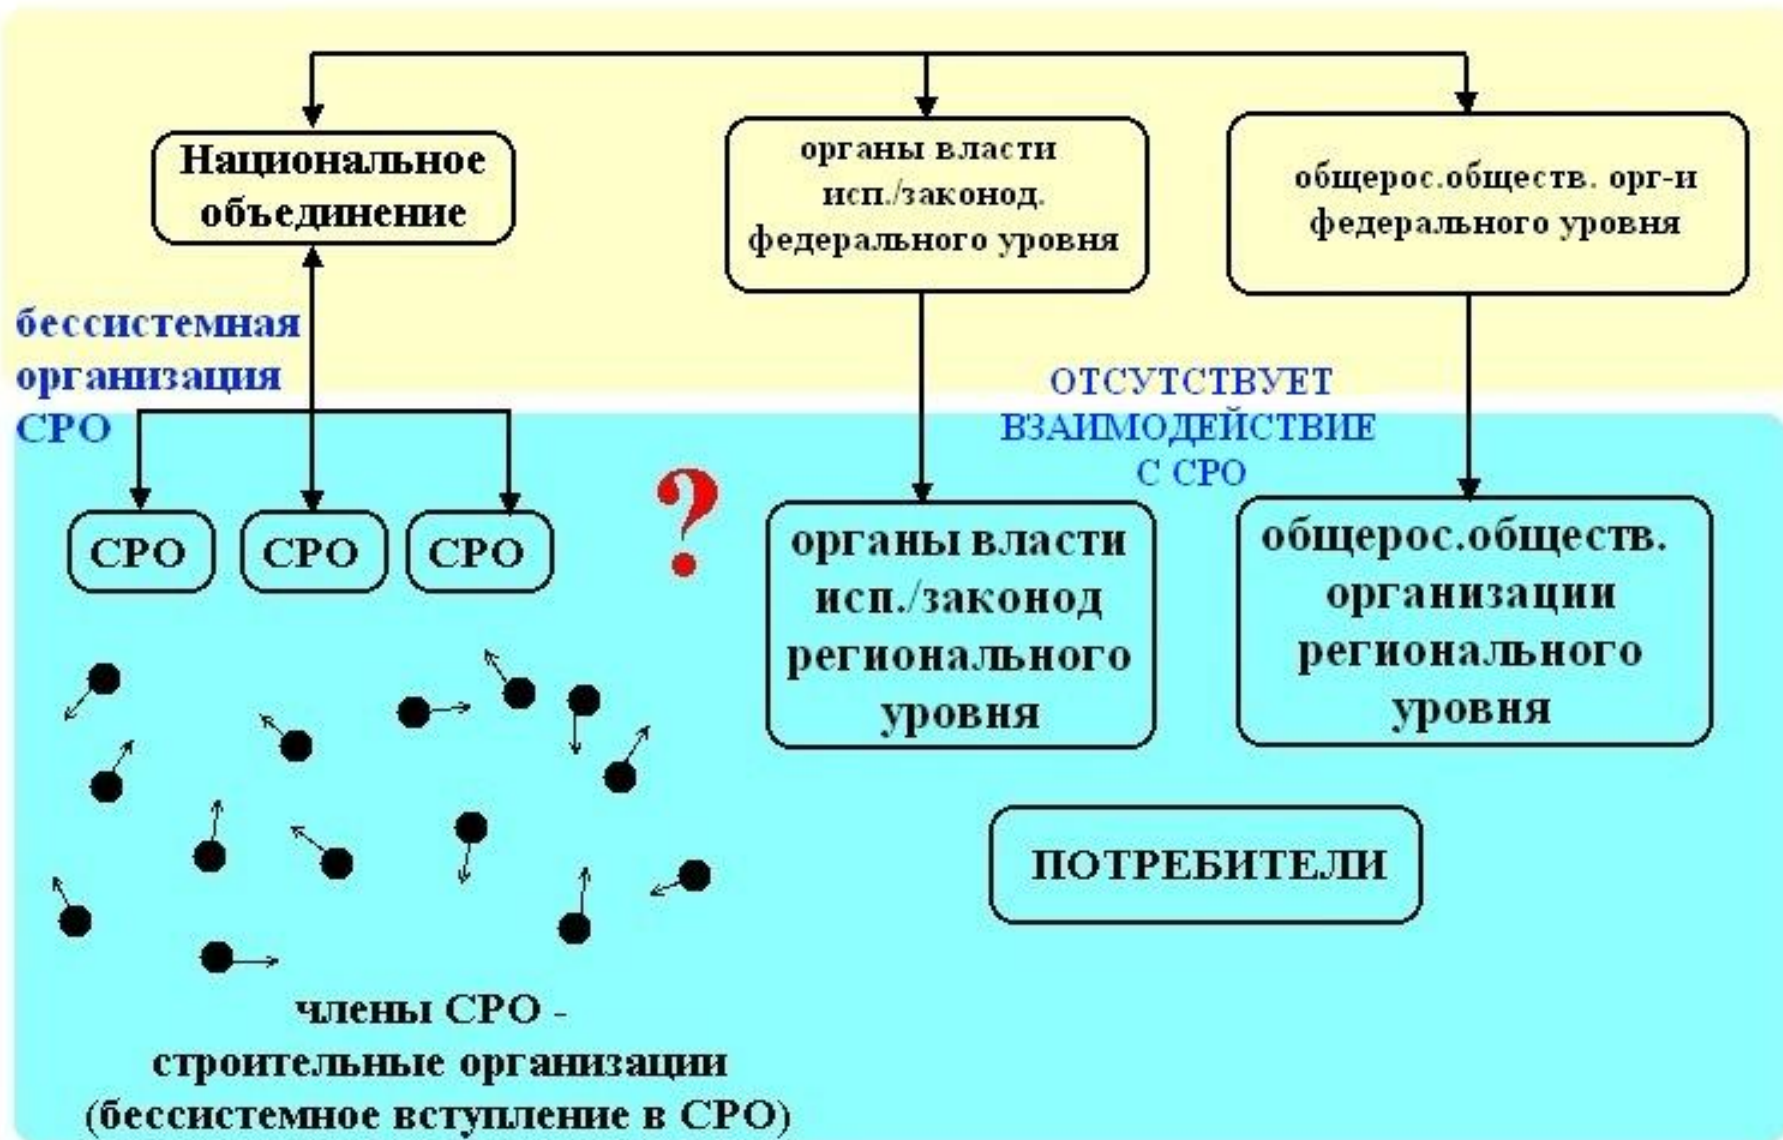 Национальное
объединение
органы власти
исп./законод.
федерального уровня
общерос.обществ. орг-и
федерального уровня
бессистемная
организация
СРО
ОТСУТСТВУЕТ
ВЗАИМОДЕЙСТВИЕ
С СРО
СРО
СРО
СРО
?
органы власти
исп./законод
регионального
уровня
общерос.обществ.
организации
регионального
уровня
ПОТРЕБИТЕЛИ
члены СРО -
строительные организации
(бессистемное вступление в СРО)